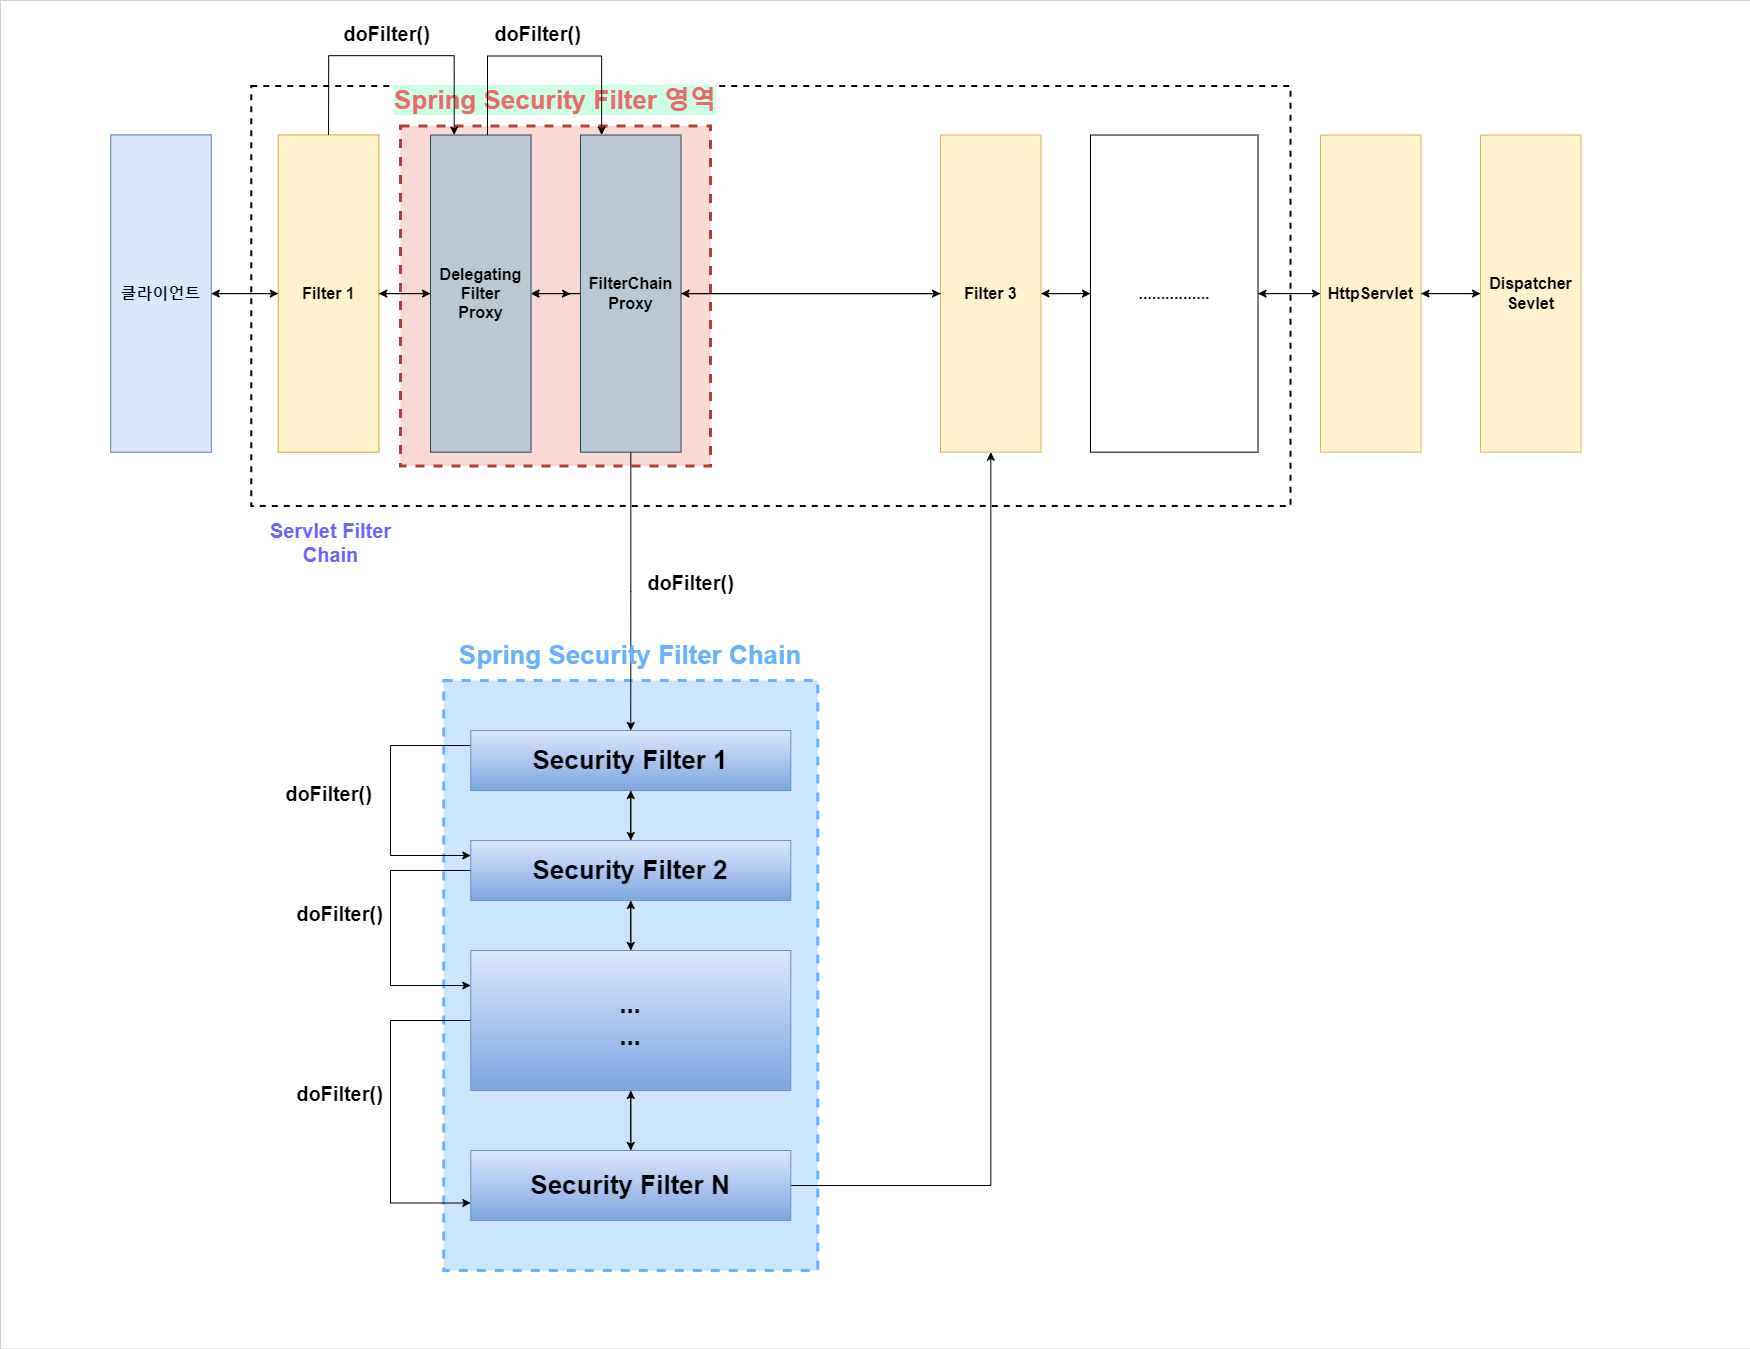 doFilter()
doFilter()
Spring Security Filter 영역
클라이언트
Filter 1
Delegating
Filter
Proxy
FilterChain
Proxy
Filter 3
................
HttpServlet
Dispatcher
Sevlet
Servlet Filter
Chain
doFilter()
Spring Security Filter Chain
Security Filter 1
doFilter()
Security Filter 2
doFilter()
...
...
doFilter()
Security Filter N